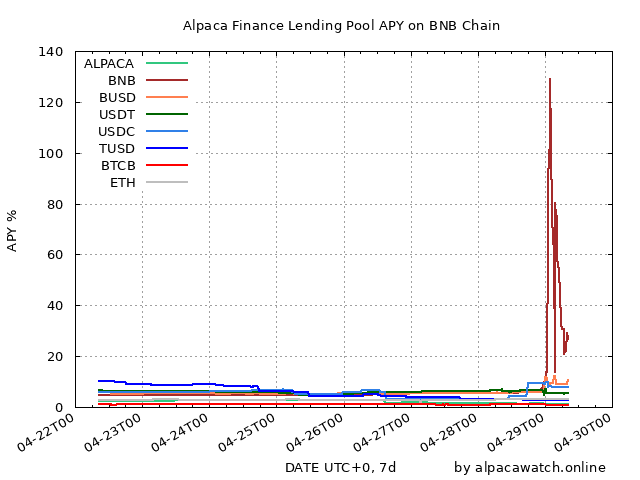 Alpaca Finance Lending Pool APY on BNB Chain
140
120
100
80
60
40
20
0
APY %
ALPACA
BNB
BUSD
USDT
USDC
TUSD
BTCB
ETH
04-22T00
04-23T00
04-24T00
04-25T00
04-26T00
04-27T00
04-28T00
04-29T00
04-30T00
DATE UTC+0, 7d
by alpacawatch.online